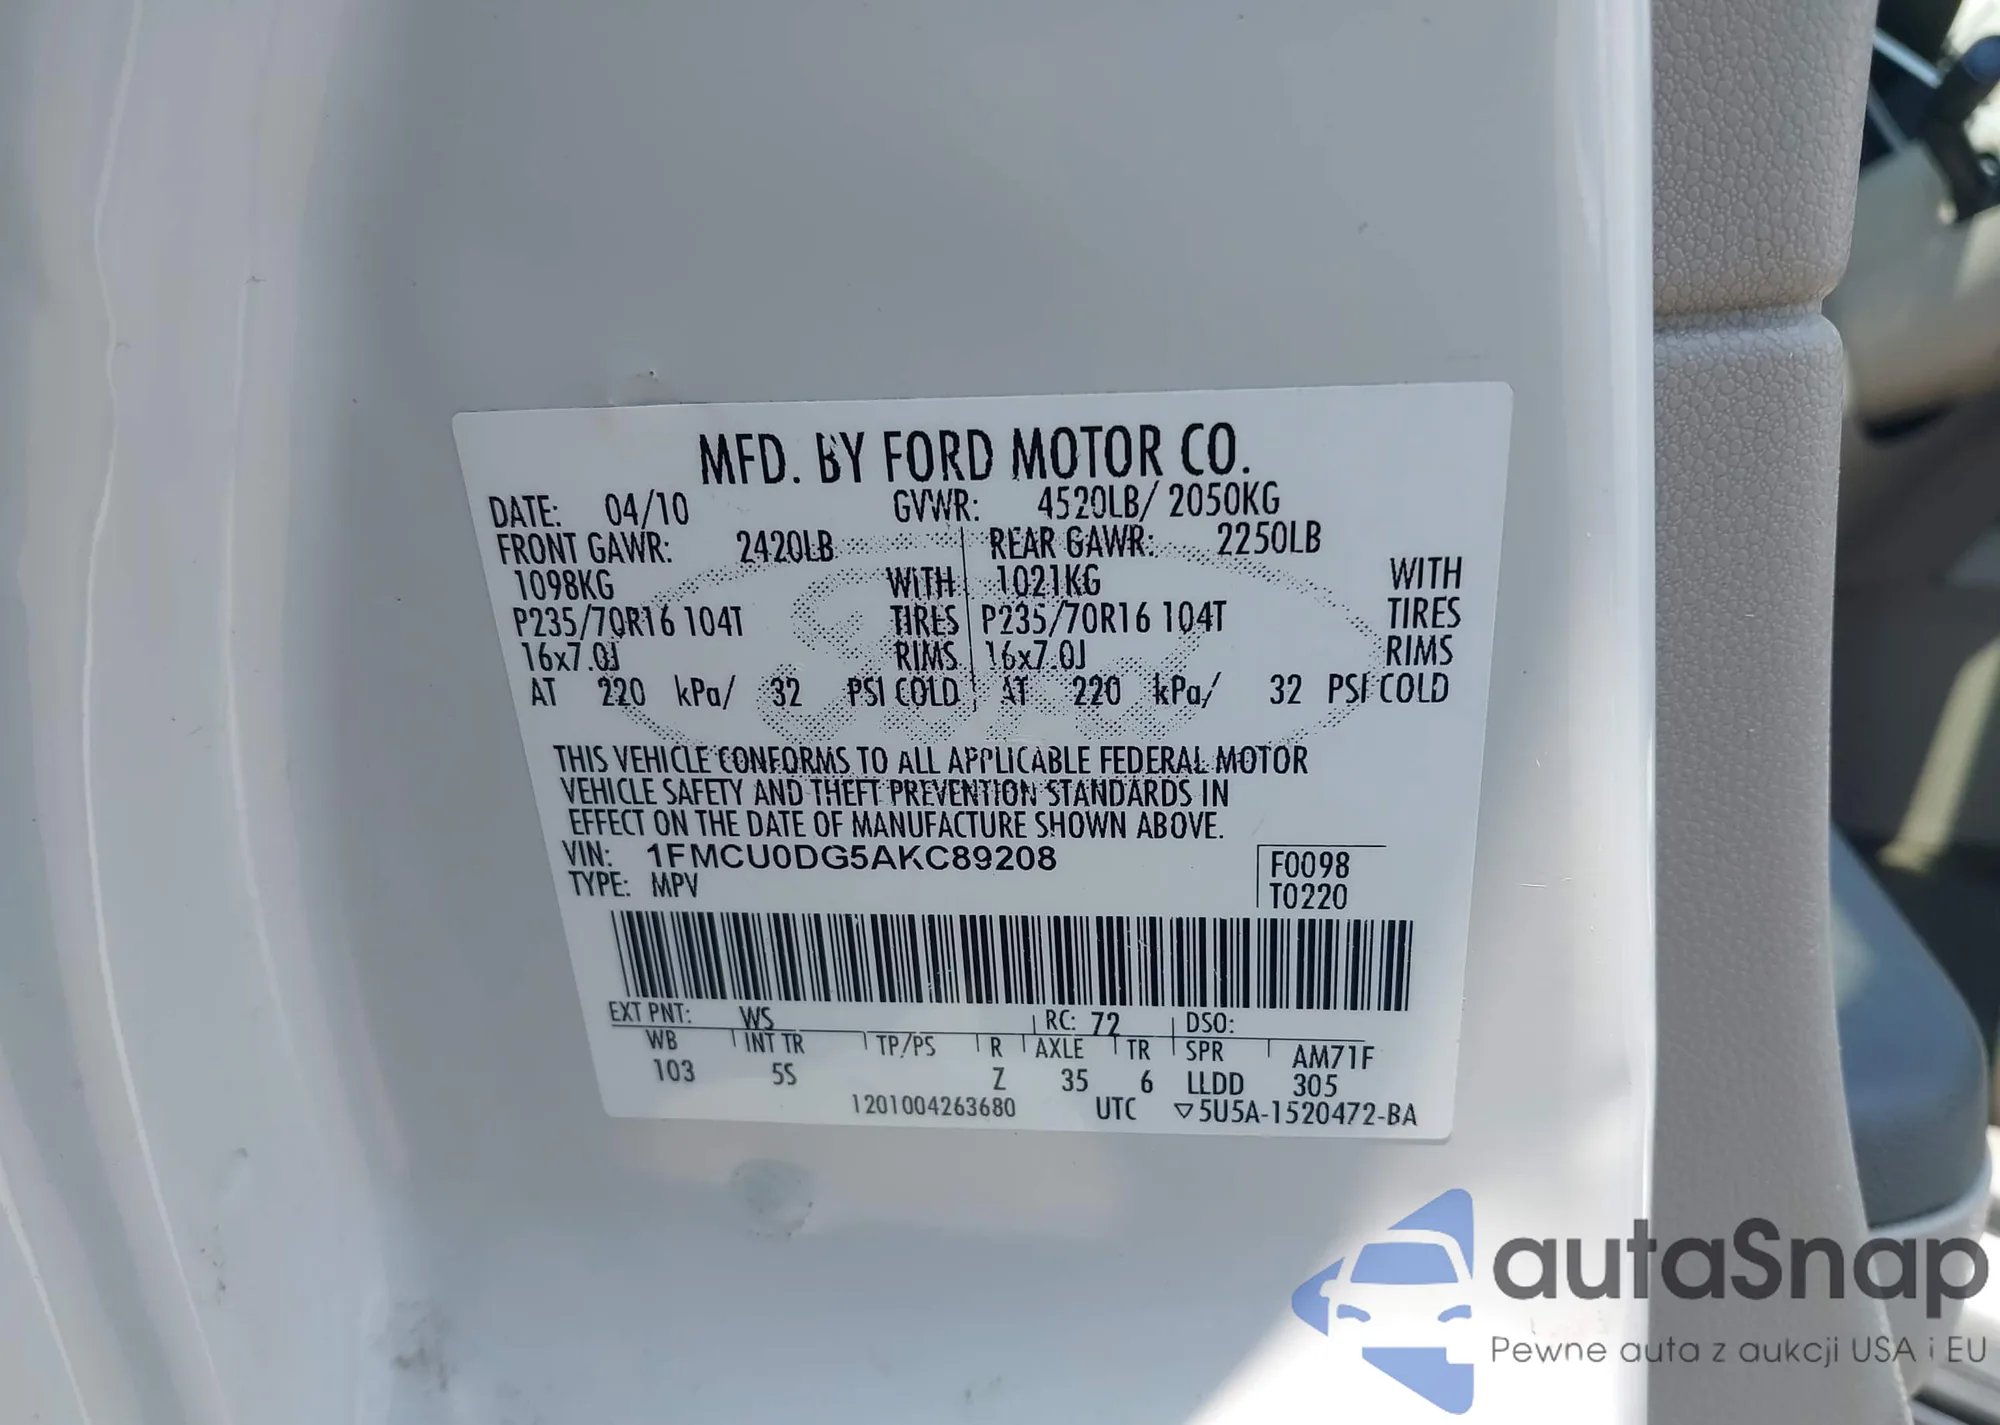 MFD. BY FORD MOTOR CO.
DATE: 04/10 GVWR: 4520LB/ 2050KG
FRONT GAWR: 2420LB REAR GAWR: 2250LB
1098KG WITH 1021KG WITH
P235/70R16 104T TIRES P235/70R16 104T TIRES
16x7.0J RIMS 16x7.0J RIMS
AT 220 kPa/ 32 PSI COLD AT 220 kPa/ 32 PSI COLD
THIS VEHICLE CONFORMS TO ALL APPLICABLE FEDERAL MOTOR
VEHICLE SAFETY AND THEFT PREVENTION STANDARDS IN
EFFECT ON THE DATE OF MANUFACTURE SHOWN ABOVE.
VIN: 1FMCU0DG5AKC89208 F0098
TYPE: MPV T0220
EXT PNT: WS RC: 72 DSO:
WB INT TR TP/PS R AXLE TR SPR AM71F
103 5S Z 35 6 LLDD 305
1201004263680 UTC ▽5U5A-1520472-BA
autaSnap
Pewne auta z aukcji USA i EU